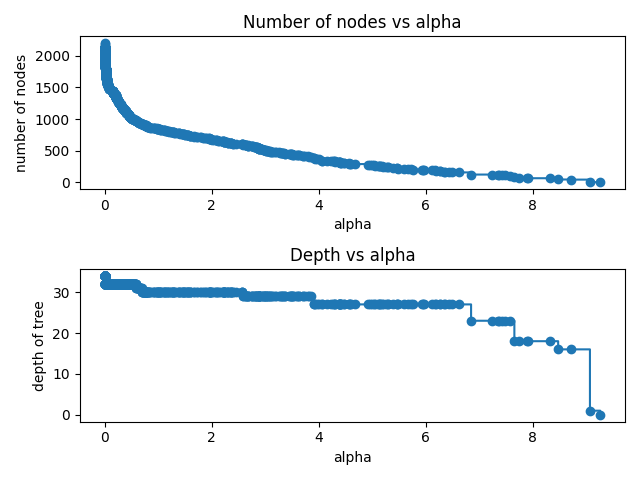 Number of nodes vs alpha
number of nodes
2000
1500
1000
500
0
0 2 4 6 8
alpha
Depth vs alpha
depth of tree
30
20
10
0
0 2 4 6 8
alpha